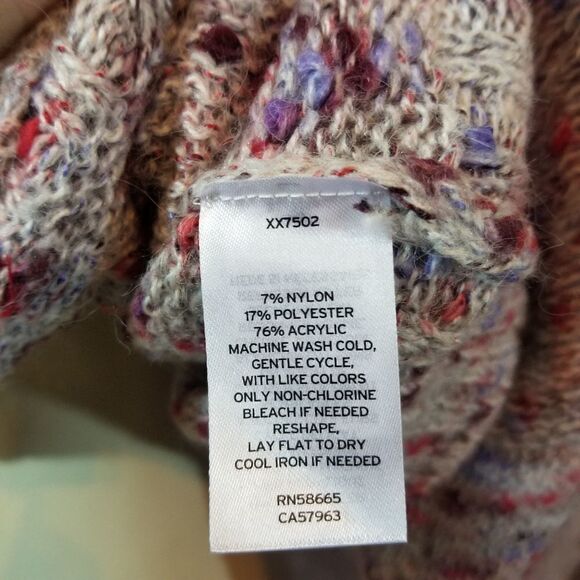 XX7502
7% NYLON
17% POLYESTER
76% ACRYLIC
MACHINE WASH COLD,
GENTLE CYCLE,
WITH LIKE COLORS
ONLY NON-CHLORINE
BLEACH IF NEEDED
RESHAPE,
LAY FLAT TO DRY
COOL IRON IF NEEDED
RN58665
CA57963